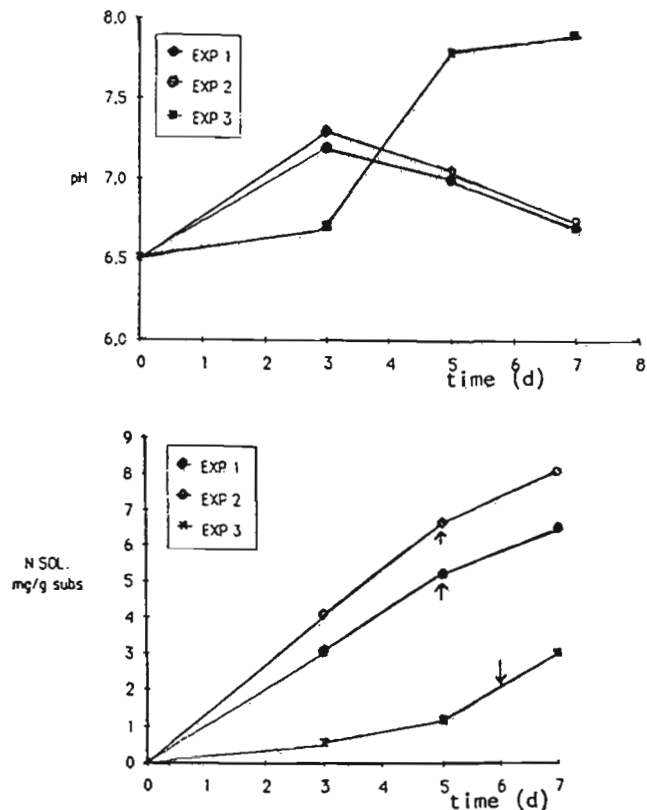 8.0
EXP 1
EXP 2
EXP 3
7.5
pH
7.0
6.5
6.0
0 1 2 3 4 5 6 7 8
time (d)
9
EXP 1
8
EXP 2
7
EXP 3
N SOL.
mg/g subs
6
5
4
3
2
1
0
0 1 2 3 4 5 6 7
time (d)